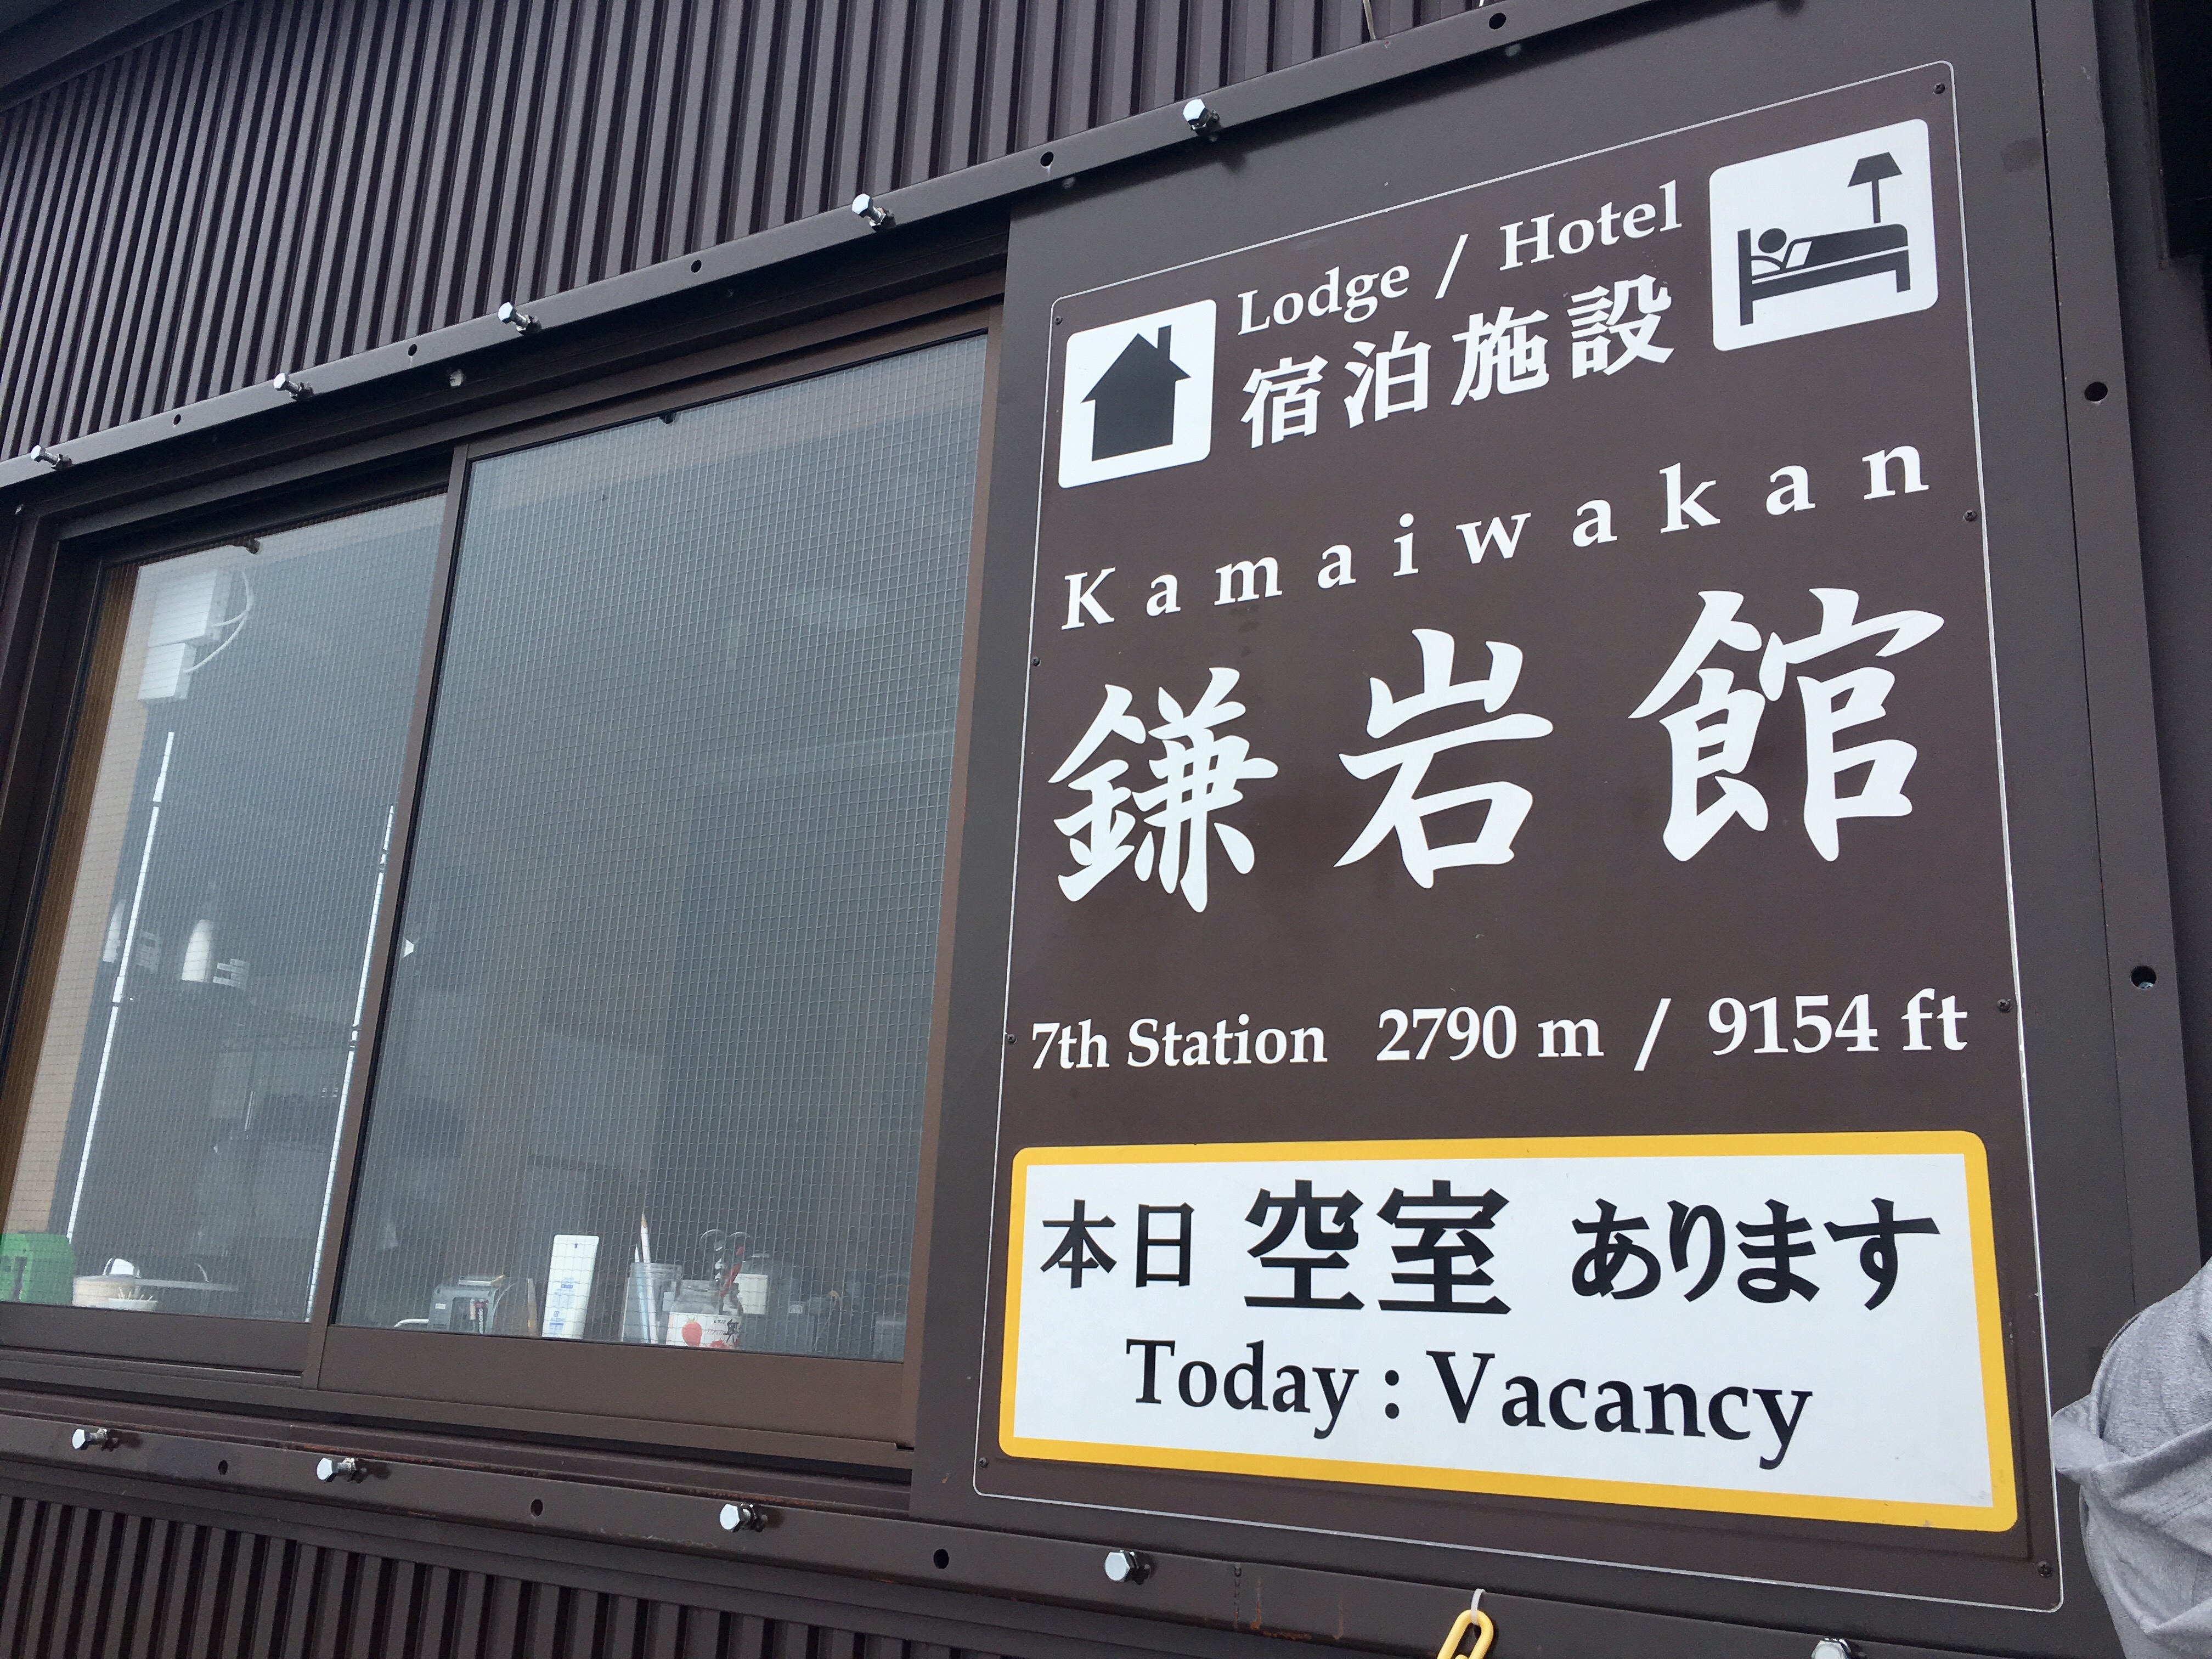 Lodge / Hotel
宿泊施設
Kamaiwakan
鎌岩館
7th Station 2790 m / 9154 ft
本日 空室 あります
Today : Vacancy